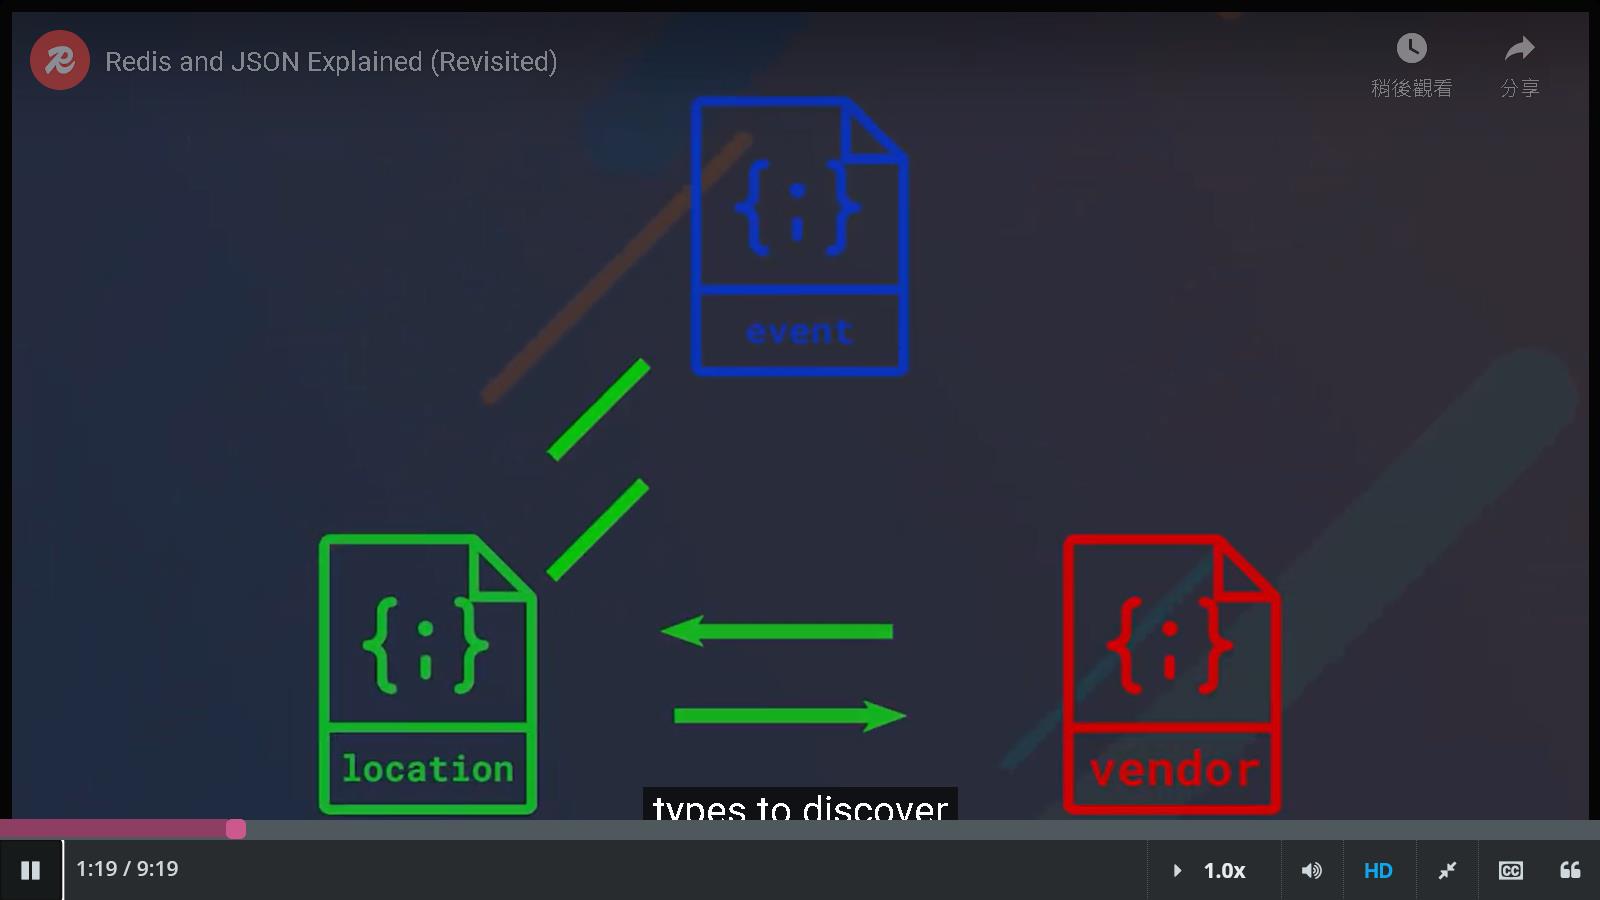 Redis and JSON Explained (Revisited)
稍後觀看
分享
{;}
event
{;}
location
{;}
vendor
types to discover
1:19 / 9:19
1.0x
HD
CC